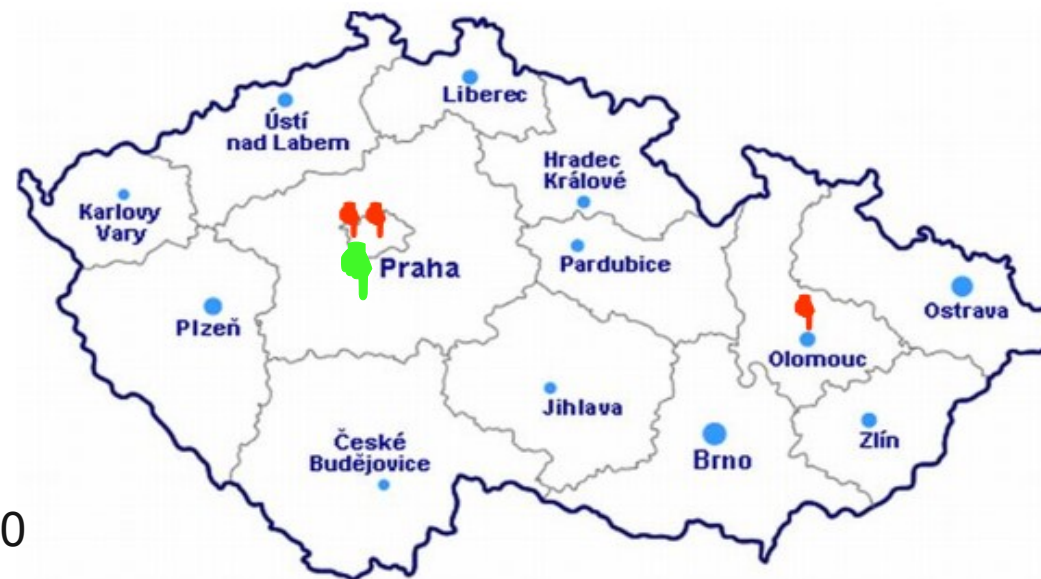 Liberec
Ústí
nad Labem
Hradec
Králové
Karlovy
Vary
Praha
Pardubice
Plzeň
Ostrava
Olomouc
Jihlava
České
Budějovice
Brno
Zlín
0